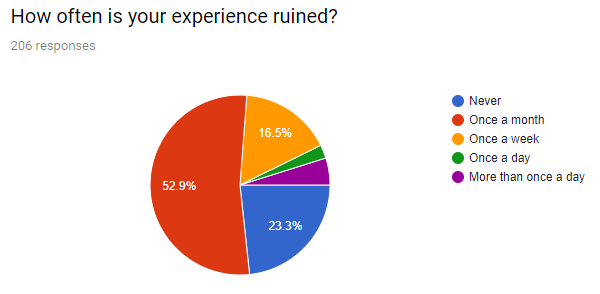 How often is your experience ruined?
206 responses
16.5%
52.9%
23.3%
Never
Once a month
Once a week
Once a day
More than once a day